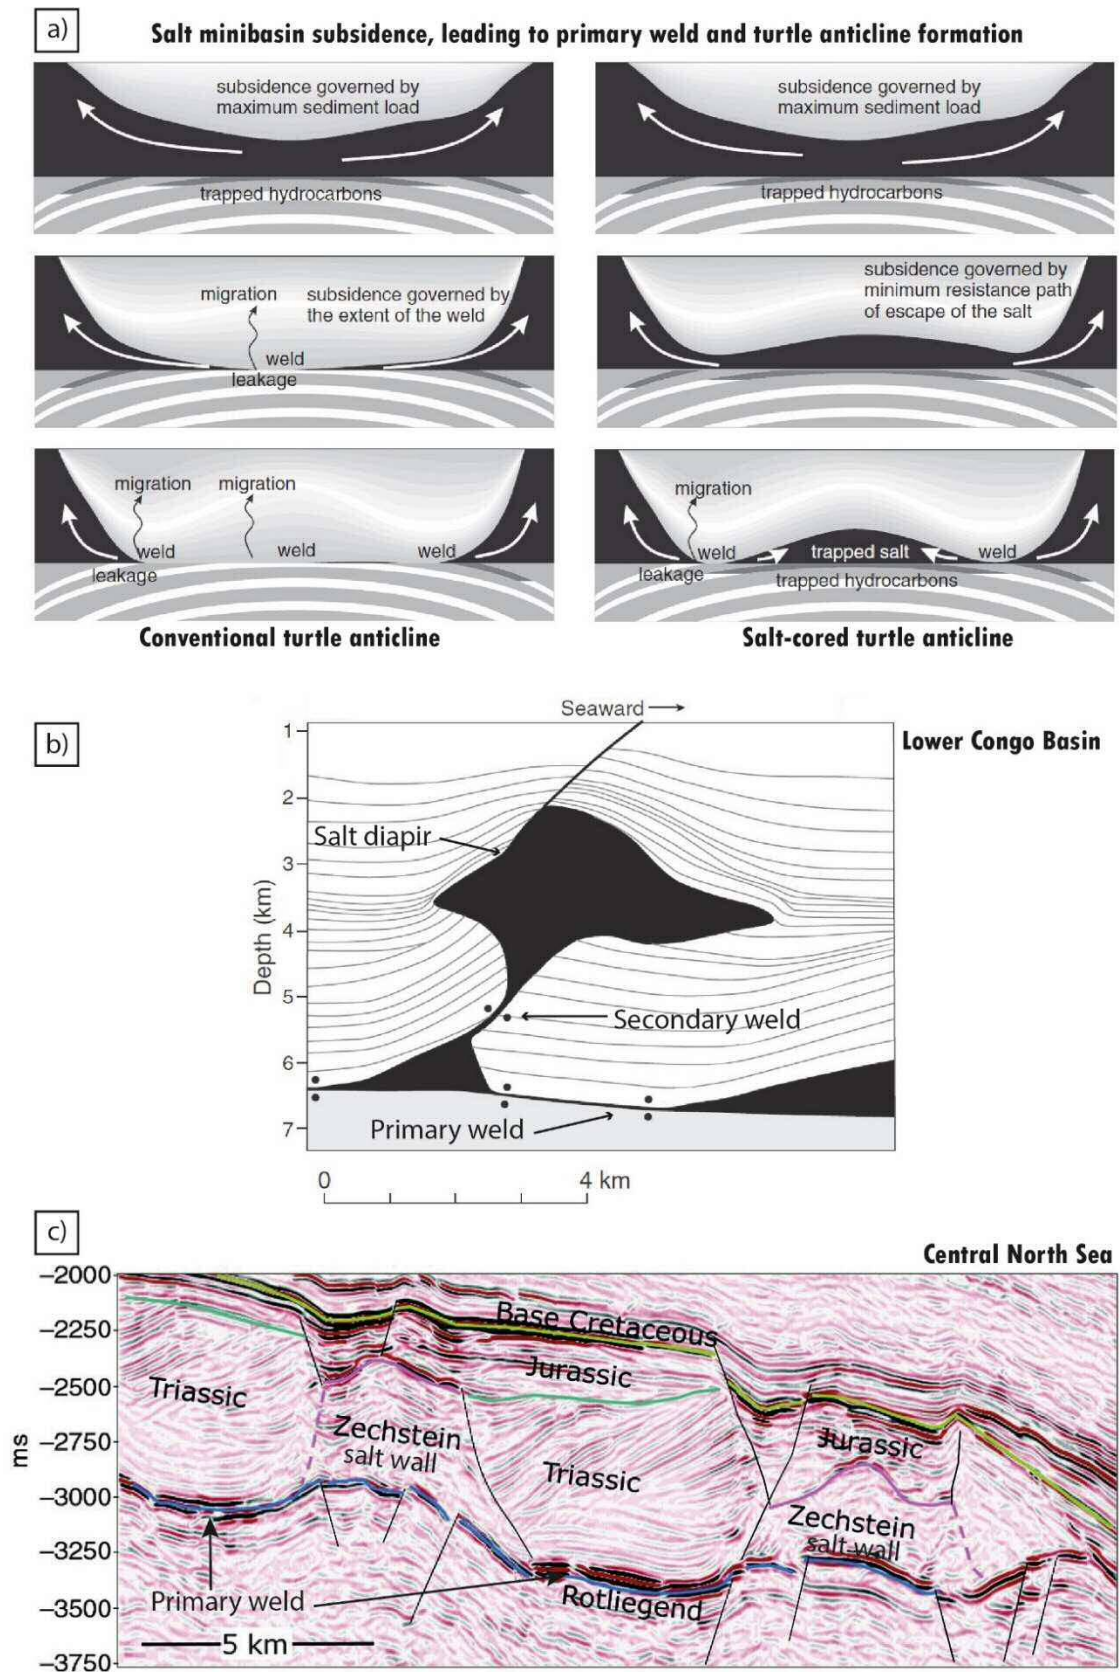 a)
Salt minibasin subsidence, leading to primary weld and turtle anticline formation
subsidence governed by
maximum sediment load
trapped hydrocarbons
subsidence governed by
maximum sediment load
trapped hydrocarbons
migration
subsidence governed by
the extent of the weld
weld
leakage
subsidence governed by
minimum resistance path
of escape of the salt
migration
migration
weld
weld
weld
leakage
migration
weld
trapped salt
weld
leakage
trapped hydrocarbons
Conventional turtle anticline
Salt-cored turtle anticline
b)
Seaward
Lower Congo Basin
1
2
3
4
5
6
7
Depth (km)
Salt diapir
Secondary weld
Primary weld
0
4 km
c)
Central North Sea
−2000
−2250
−2500
−2750
−3000
−3250
−3500
−3750
ms
Base Cretaceous
Jurassic
Triassic
Zechstein
salt wall
Triassic
Jurassic
Zechstein
salt wall
Primary weld
Rotliegend
5 km